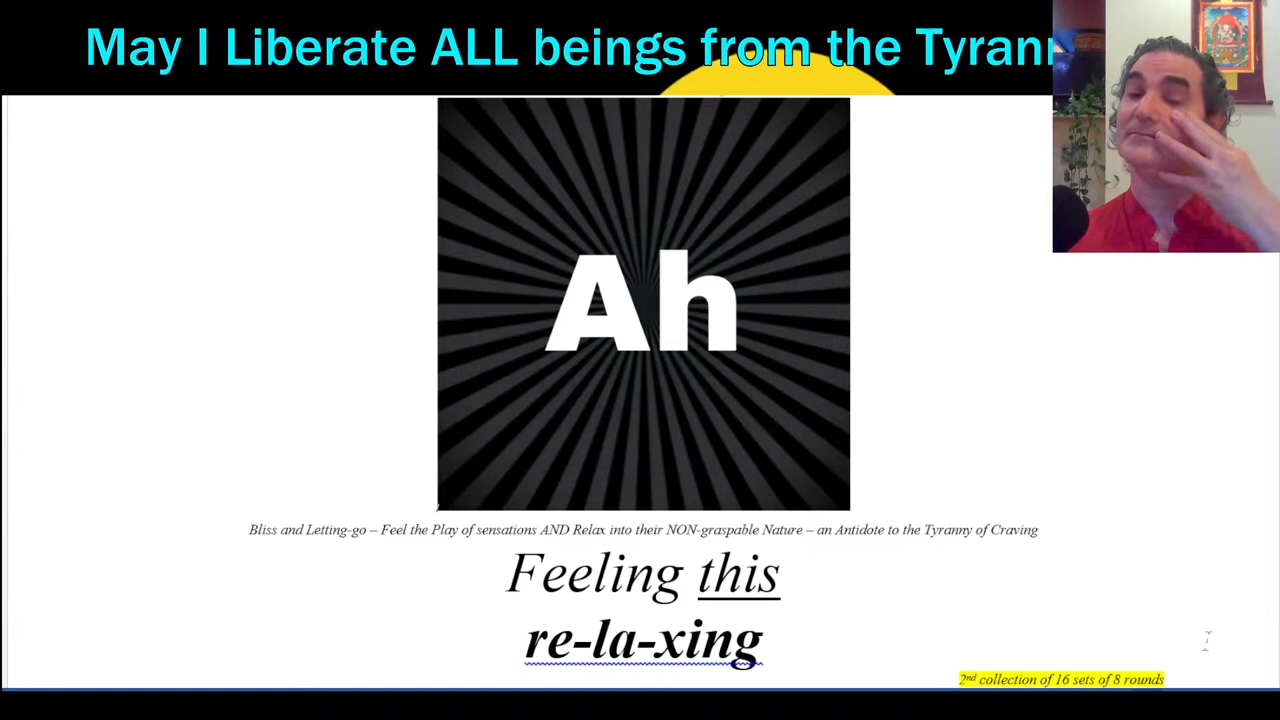 May I Liberate ALL beings from the Tyrann
Ah
Bliss and Letting-go – Feel the Play of sensations AND Relax into their NON-graspable Nature – an Antidote to the Tyranny of Craving
Feeling this
re-la-xing
2nd collection of 16 sets of 8 rounds